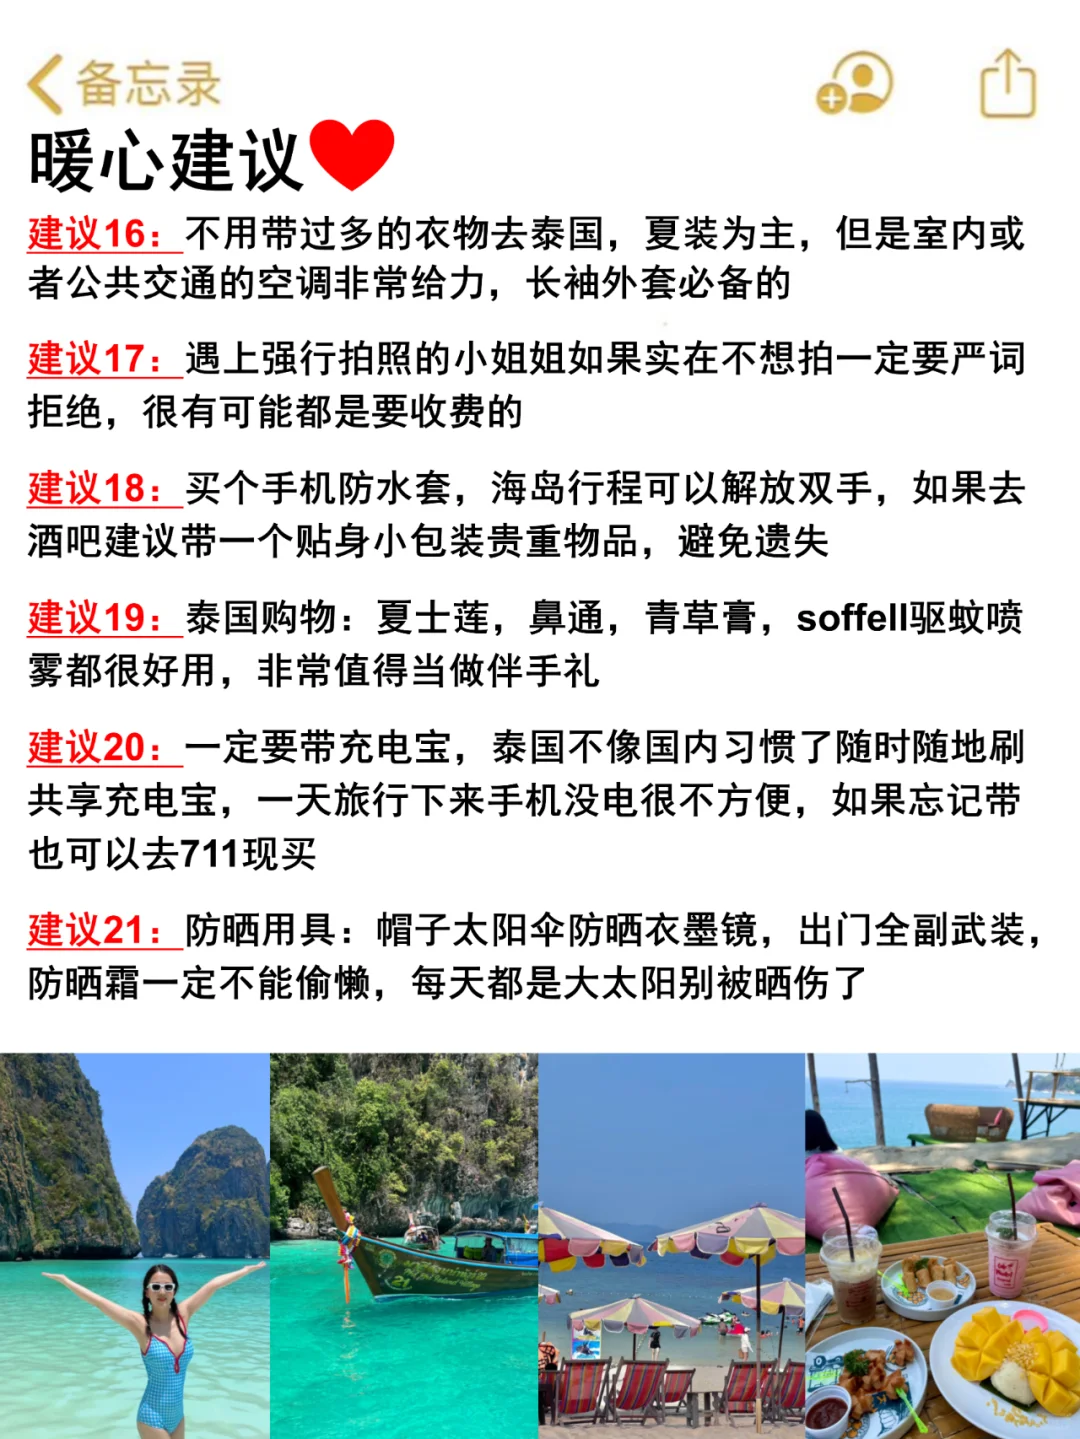 备忘录
暖心建议
建议16：不用带过多的衣物去泰国，夏装为主，但是室内或
者公共交通的空调非常给力，长袖外套必备的
建议17：遇上强行拍照的小姐姐如果实在不想拍一定要严词
拒绝，很有可能都是要收费的
建议18：买个手机防水套，海岛行程可以解放双手，如果去
酒吧建议带一个贴身小包装贵重物品，避免遗失
建议19：泰国购物：夏士莲，鼻通，青草膏，soffell驱蚊喷
雾都很好用，非常值得当做伴手礼
建议20：一定要带充电宝，泰国不像国内习惯了随时随地刷
共享充电宝，一天旅行下来手机没电很不方便，如果忘记带
也可以去711现买
建议21：防晒用具：帽子太阳伞防晒衣墨镜，出门全副武装，
防晒霜一定不能偷懒，每天都是大太阳别被晒伤了
21